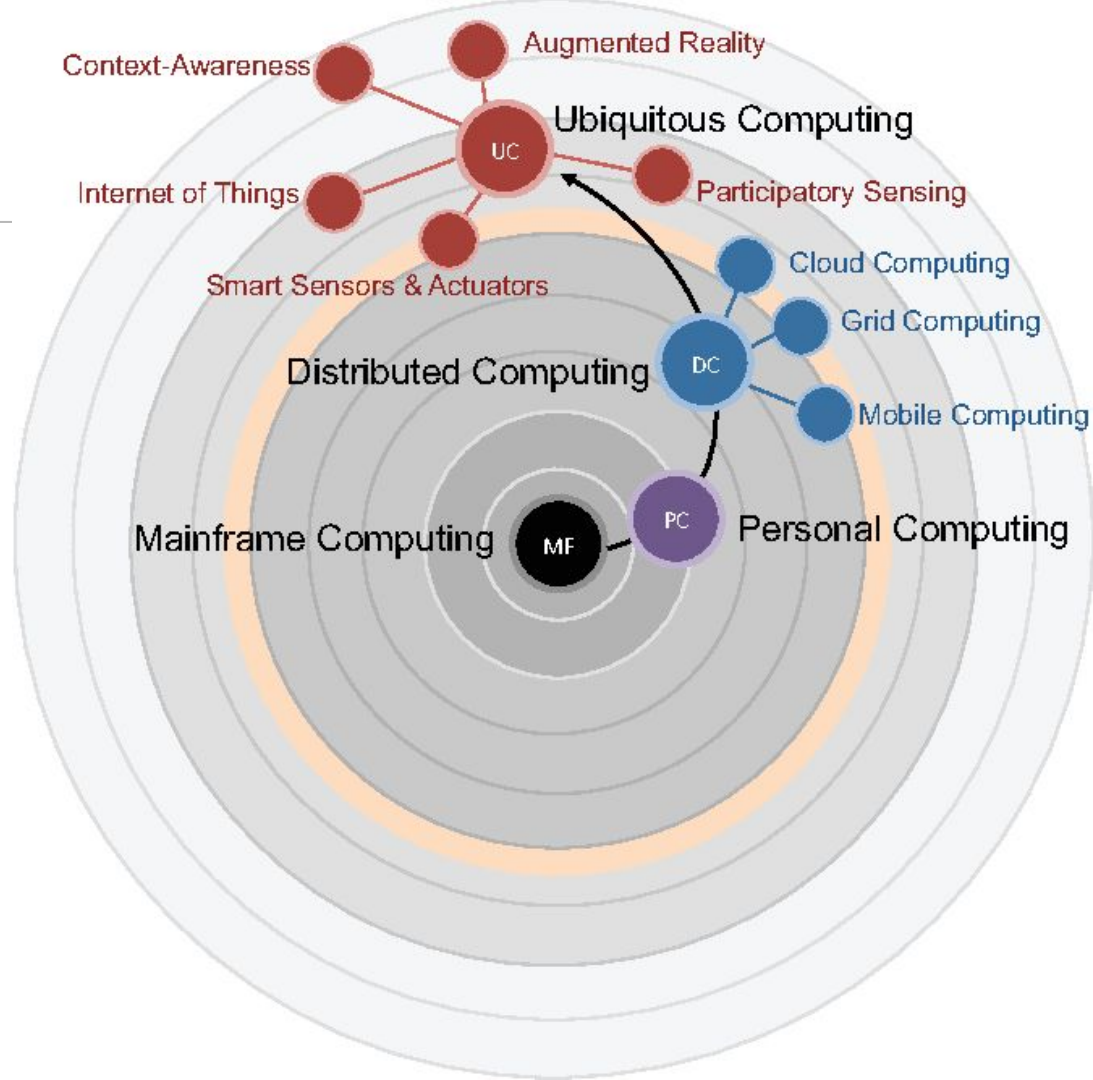 Augmented Reality
Context-Awareness
Ubiquitous Computing
UC
Internet of Things
Participatory Sensing
Cloud Computing
Smart Sensors & Actuators
Grid Computing
Distributed Computing
DC
Mobile Computing
PC
Personal Computing
Mainframe Computing
MF